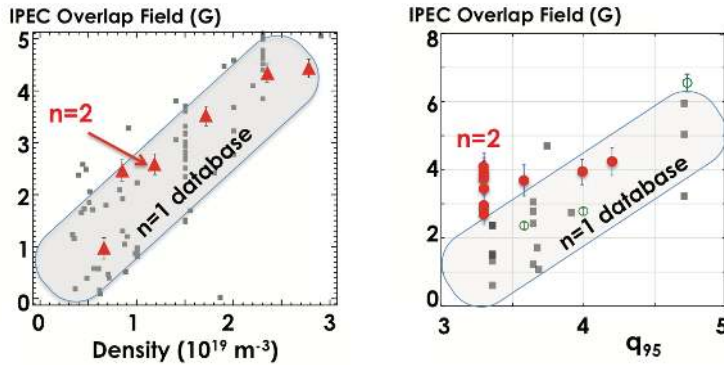 IPEC Overlap Field (G)
5
4
3
2
1
0
n=2
n=1 database
0
1
2
3
Density (10¹⁹ m⁻³)
IPEC Overlap Field (G)
8
6
4
2
0
n=2
n=1 database
3
4
5
q₉₅